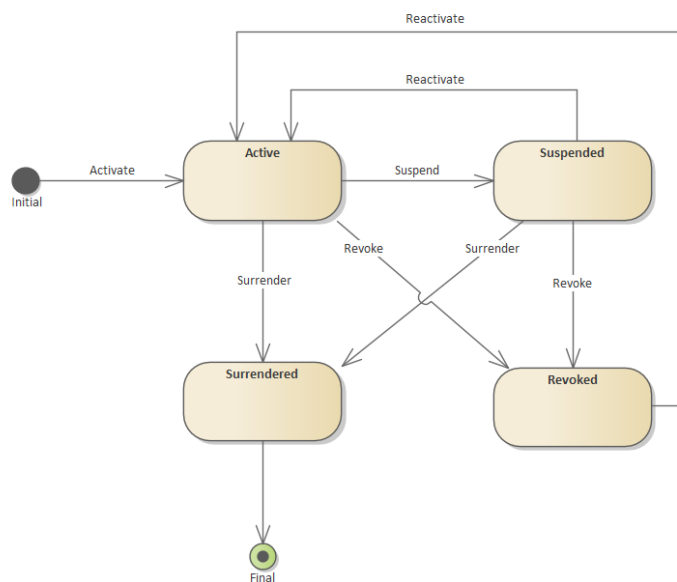 Reactivate
Reactivate
Active
Suspended
Activate
Suspend
Initial
Revoke
Surrender
Surrender
Revoke
Surrendered
Revoked
Final